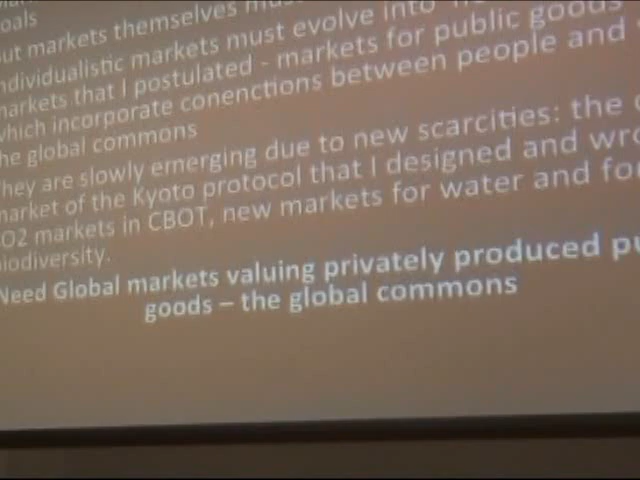 oals
ut markets themselves mus
ndividualistic markets must evolve into
markets that I postulated - markets for public goods
which incorporate conenctions between people and
he global commons
hey are slowly emerging due to new scarcities: the
market of the Kyoto protocol that I designed and wro
O2 markets in CBOT, new markets for water and fo
iodiversity.
Need Global markets valuing privately produced pu
goods – the global commons